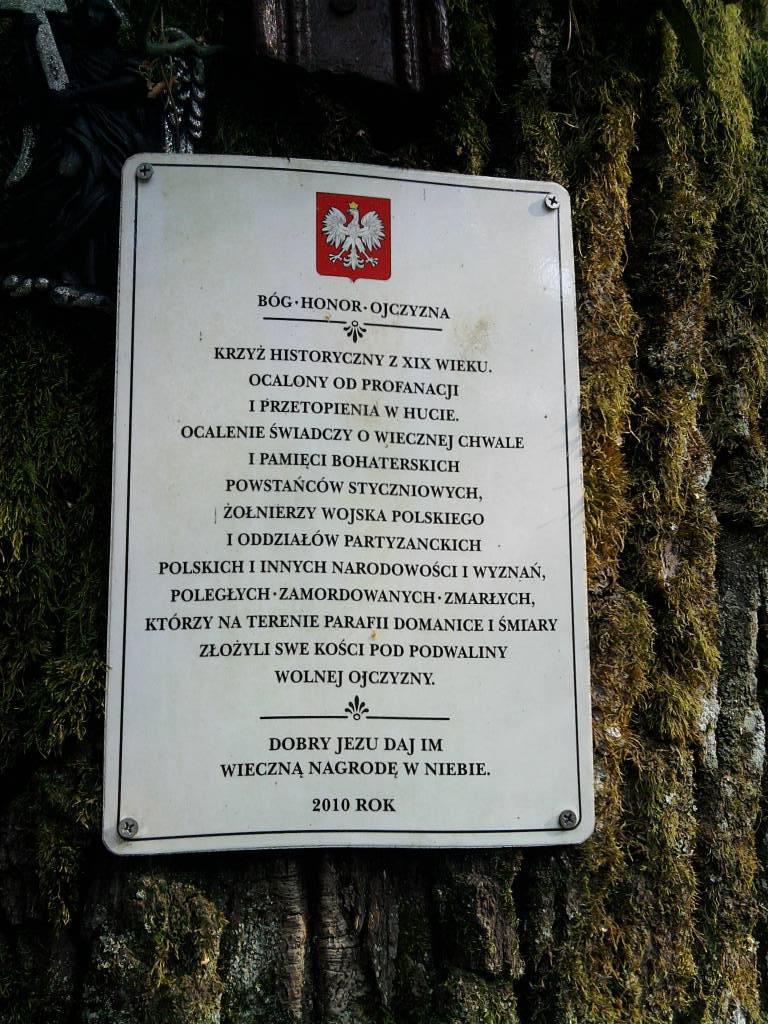 BÓG·HONOR·OJCZYZNA
KRZYŻ HISTORYCZNY Z XIX WIEKU.
OCALONY OD PROFANACJI
I PRZETOPIENIA W HUCIE.
OCALENIE ŚWIADCZY O WIECZNEJ CHWALE
I PAMIĘCI BOHATERSKICH
POWSTAŃCÓW STYCZNIOWYCH,
ŻOŁNIERZY WOJSKA POLSKIEGO
I ODDZIAŁÓW PARTYZANCKICH
POLSKICH I INNYCH NARODOWOŚCI I WYZNAŃ,
POLEGŁYCH·ZAMORDOWANYCH·ZMARŁYCH,
KTÓRZY NA TERENIE PARAFII DOMANICE I ŚMIARY
ZŁOŻYLI SWE KOŚCI POD PODWALINY
WOLNEJ OJCZYZNY.
DOBRY JEZU DAJ IM
WIECZNĄ NAGRODĘ W NIEBIE.
2010 ROK